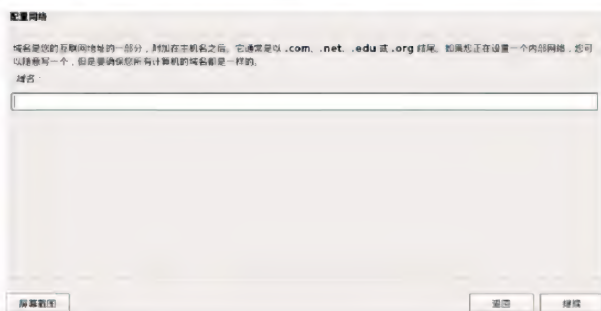 配置网络
域名是您的互联网地址的一部分，附加在主机名之后。它通常是以 .com、.net、.edu 或 .org 结尾。如果您正在设置一个内部网络，您可
以随意写一个，但是要确保您所有计算机的域名都是一样的。
域名：
屏幕截图
返回 继续